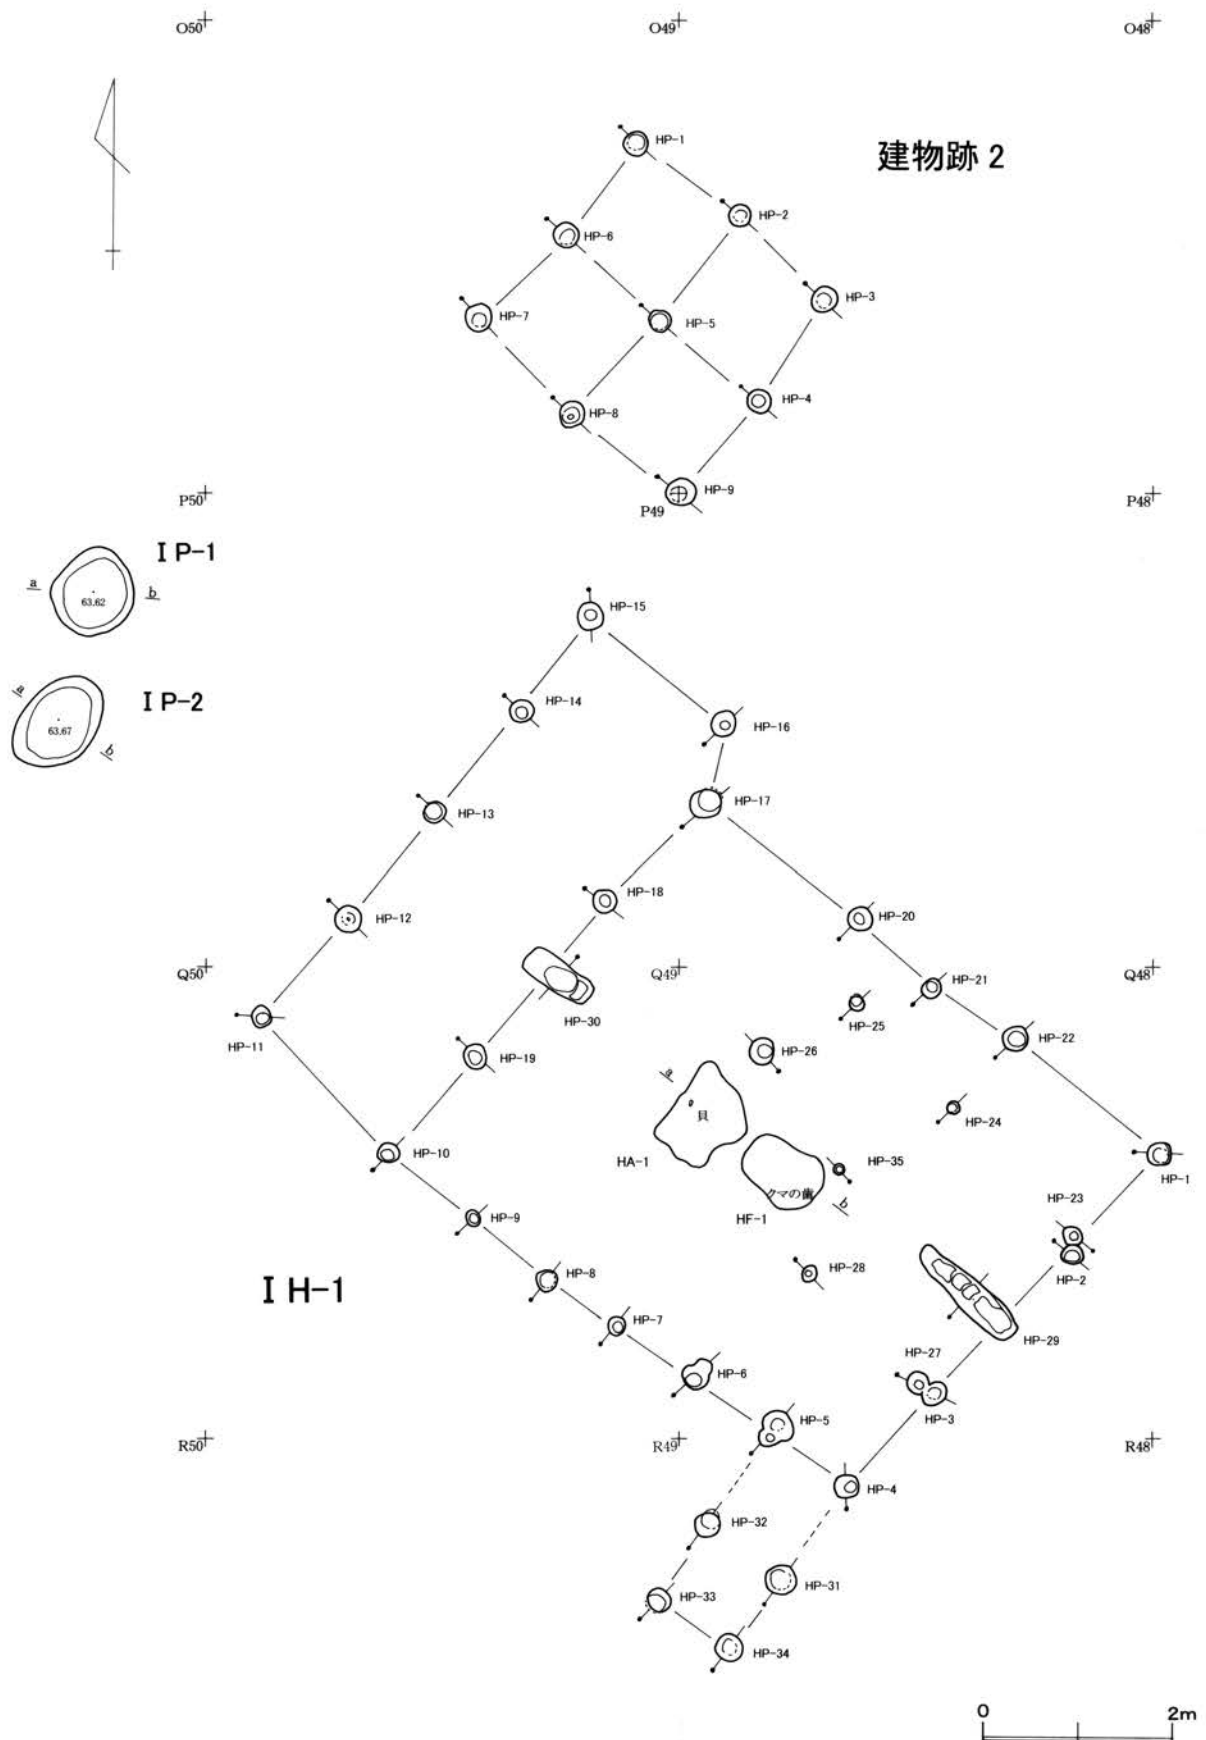 O50
O49
O48
HP-1
建物跡 2
HP-2
HP-6
HP-3
HP-7
HP-5
HP-4
HP-8
HP-9
P50
P49
P48
I P-1
a
b
63.62
I P-2
a
63.67
b
HP-15
HP-14
HP-16
HP-17
HP-13
HP-18
HP-12
HP-20
Q50
Q49
Q48
HP-21
HP-25
HP-30
HP-11
HP-22
HP-26
HP-19
a
貝
HP-24
HP-10
HA-1
HP-35
HP-1
クマの歯
HP-23
b
HF-1
HP-9
HP-28
HP-8
HP-2
I H-1
HP-7
HP-29
HP-27
HP-6
HP-5
HP-3
R50
R49
R48
HP-4
HP-32
HP-31
HP-33
HP-34
0 2m